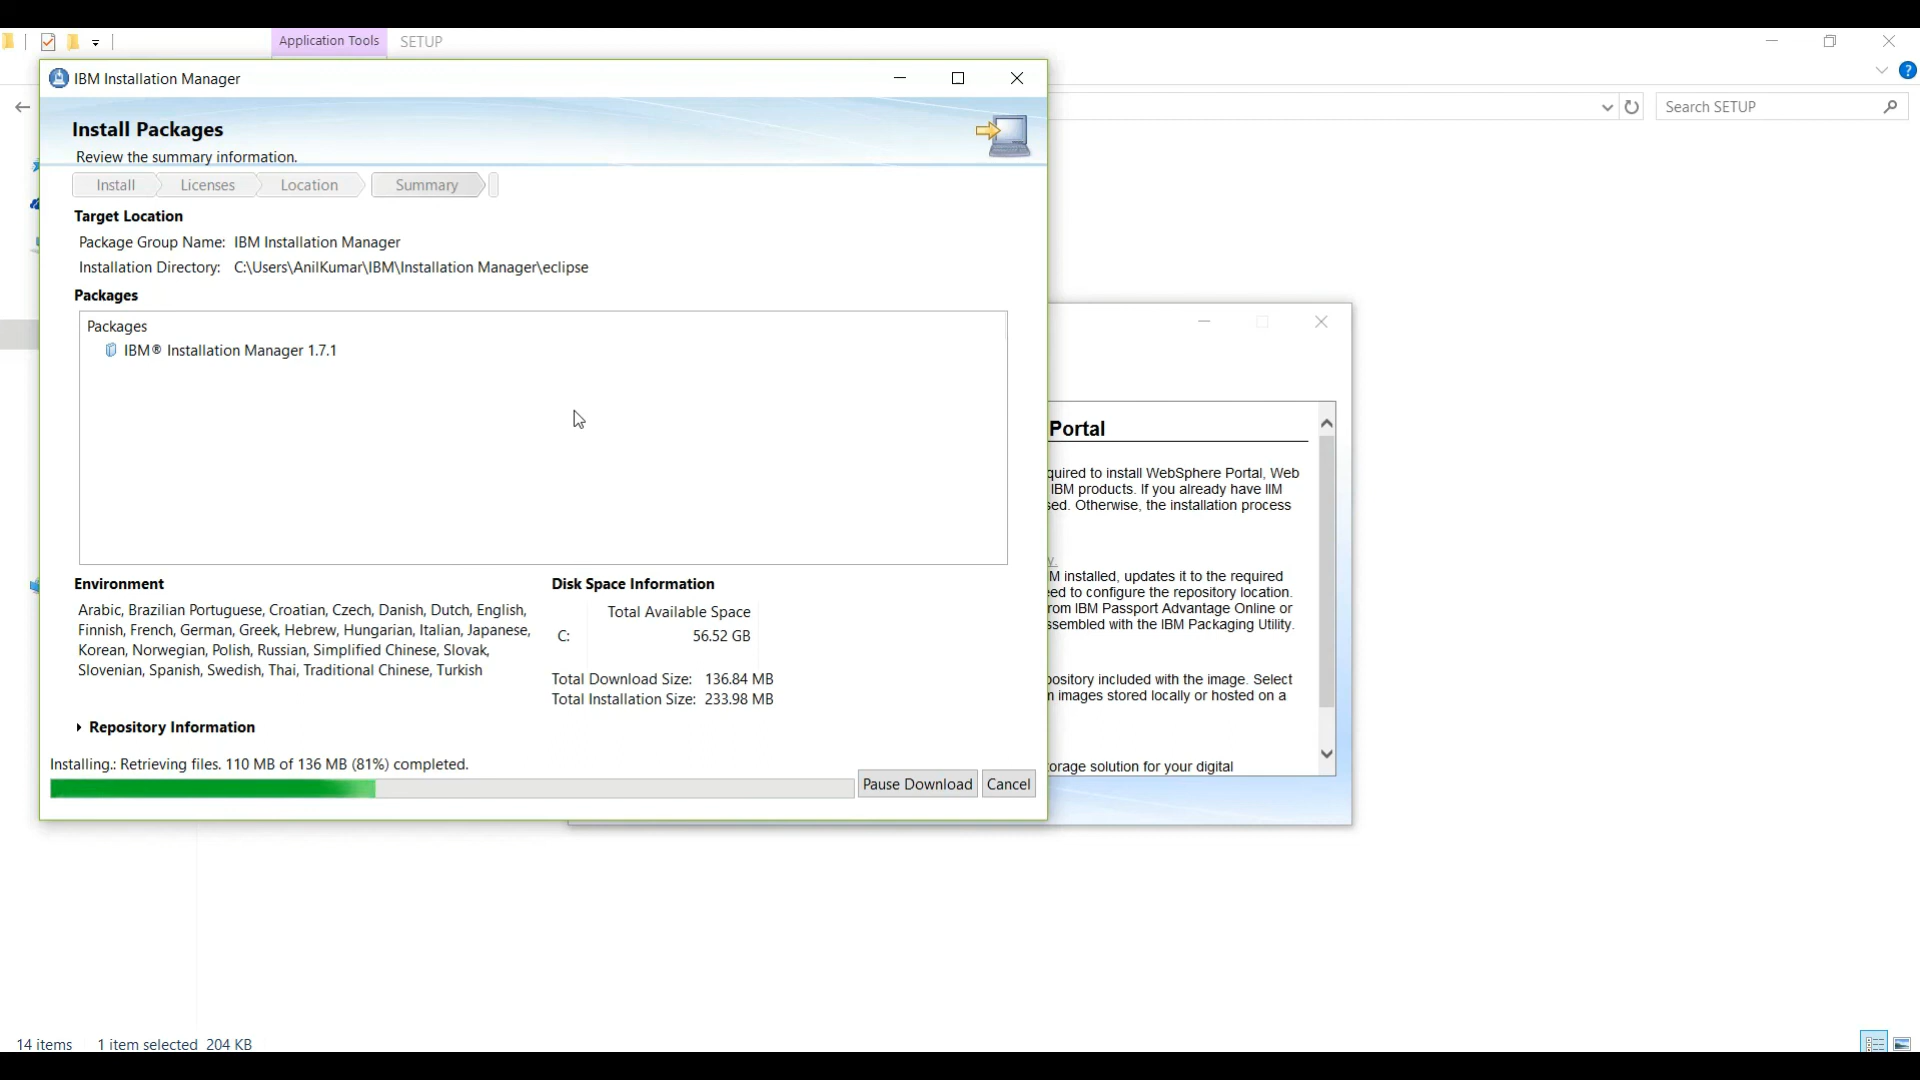 Application Tools
SETUP
IBM Installation Manager
Search SETUP
Install Packages
Review the summary information.
Install
Licenses
Location
Summary
Target Location
Package Group Name: IBM Installation Manager
Installation Directory: C:\Users\AnilKumar\IBM\Installation Manager\eclipse
Packages
Packages
IBM® Installation Manager 1.7.1
Environment
Arabic, Brazilian Portuguese, Croatian, Czech, Danish, Dutch, English,
Finnish, French, German, Greek, Hebrew, Hungarian, Italian, Japanese,
Korean, Norwegian, Polish, Russian, Simplified Chinese, Slovak,
Slovenian, Spanish, Swedish, Thai, Traditional Chinese, Turkish
Disk Space Information
Total Available Space
C: 56.52 GB
Total Download Size: 136.84 MB
Total Installation Size: 233.98 MB
Repository Information
Installing.: Retrieving files. 110 MB of 136 MB (81%) completed.
Pause Download
Cancel
Portal
to install WebSphere Portal, Web
IBM products. If you already have IIM
Otherwise, the installation process
installed, updates it to the required
to configure the repository location.
from IBM Passport Advantage Online or
with the IBM Packaging Utility.
included with the image. Select
images stored locally or hosted on a
solution for your digital
14 items
1 item selected 204 KB